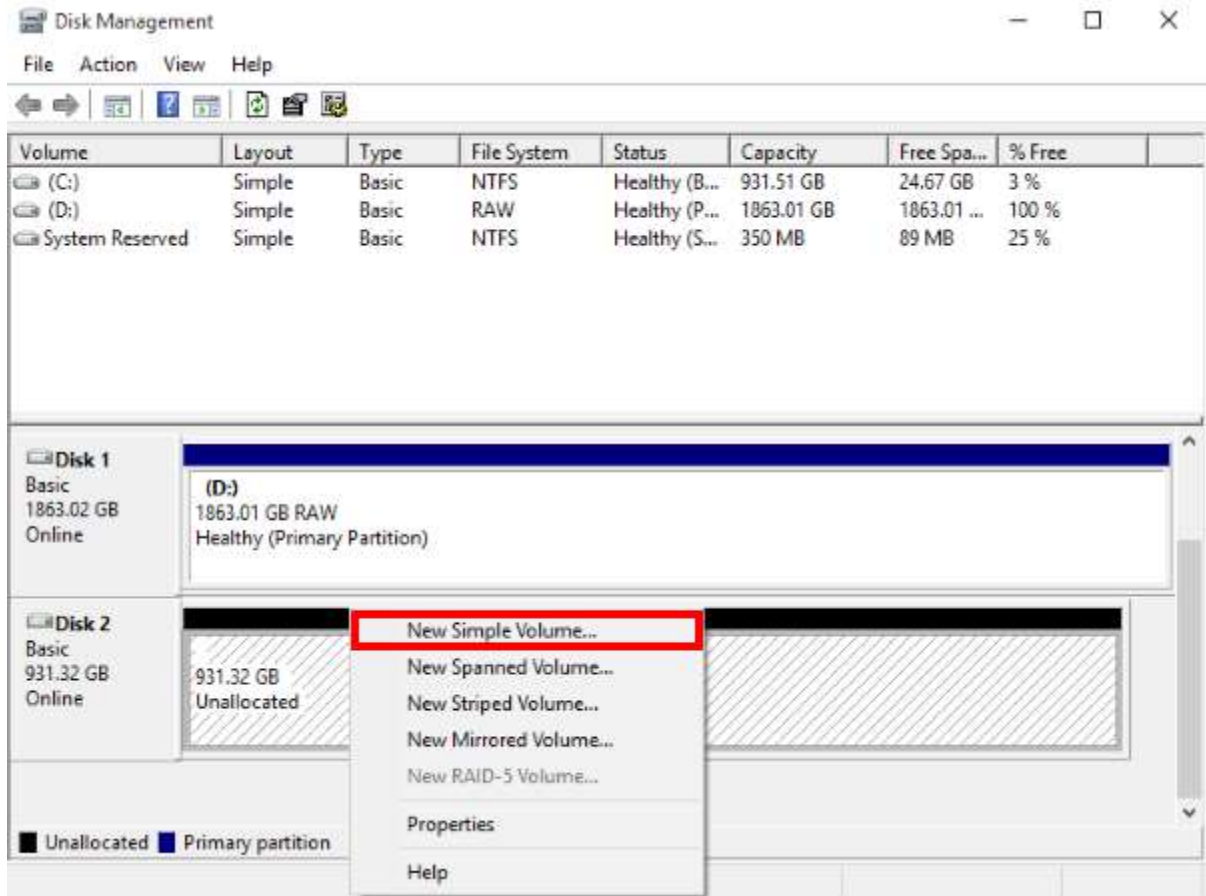 Disk Management
File Action View Help
Volume Layout Type File System Status Capacity Free Spa... % Free
(C:) Simple Basic NTFS Healthy (B... 931.51 GB 24.67 GB 3 %
(D:) Simple Basic RAW Healthy (P... 1863.01 GB 1863.01 ... 100 %
System Reserved Simple Basic NTFS Healthy (S... 350 MB 89 MB 25 %
Disk 1
Basic
1863.02 GB
Online
(D:)
1863.01 GB RAW
Healthy (Primary Partition)
Disk 2
Basic
931.32 GB
Online
931.32 GB
Unallocated
New Simple Volume...
New Spanned Volume...
New Striped Volume...
New Mirrored Volume...
New RAID-5 Volume...
Properties
Help
Unallocated Primary partition